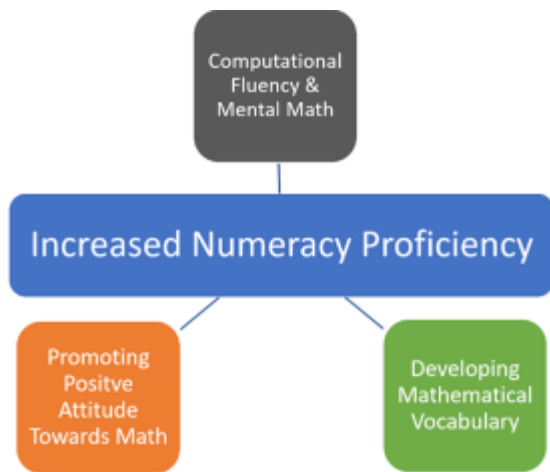 Computational
Fluency &
Mental Math
Increased Numeracy Proficiency
Promoting
Positve
Attitude
Towards Math
Developing
Mathematical
Vocabulary